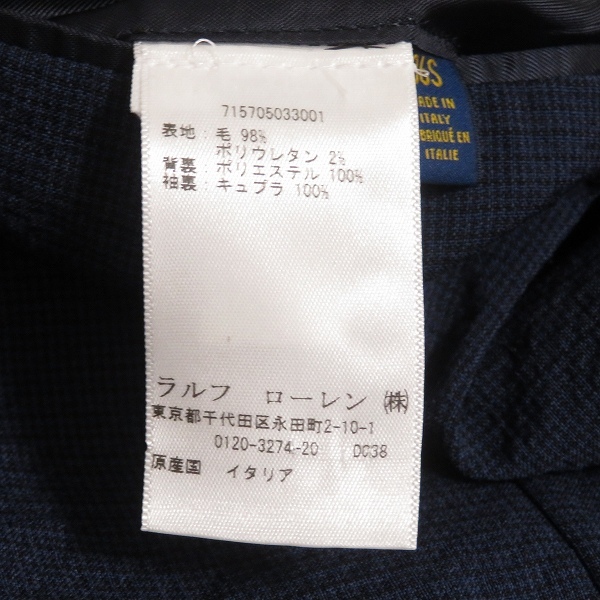 715705033001
表地: 毛 98%
ポリウレタン 2%
背裏: ポリエステル 100%
袖裏: キュプラ 100%
ラルフ ローレン ㈱
東京都千代田区永田町2-10-1
0120-3274-20 DC38
原産国 イタリア
MADE IN
ITALY
FABRIQUÉ EN
ITALIE